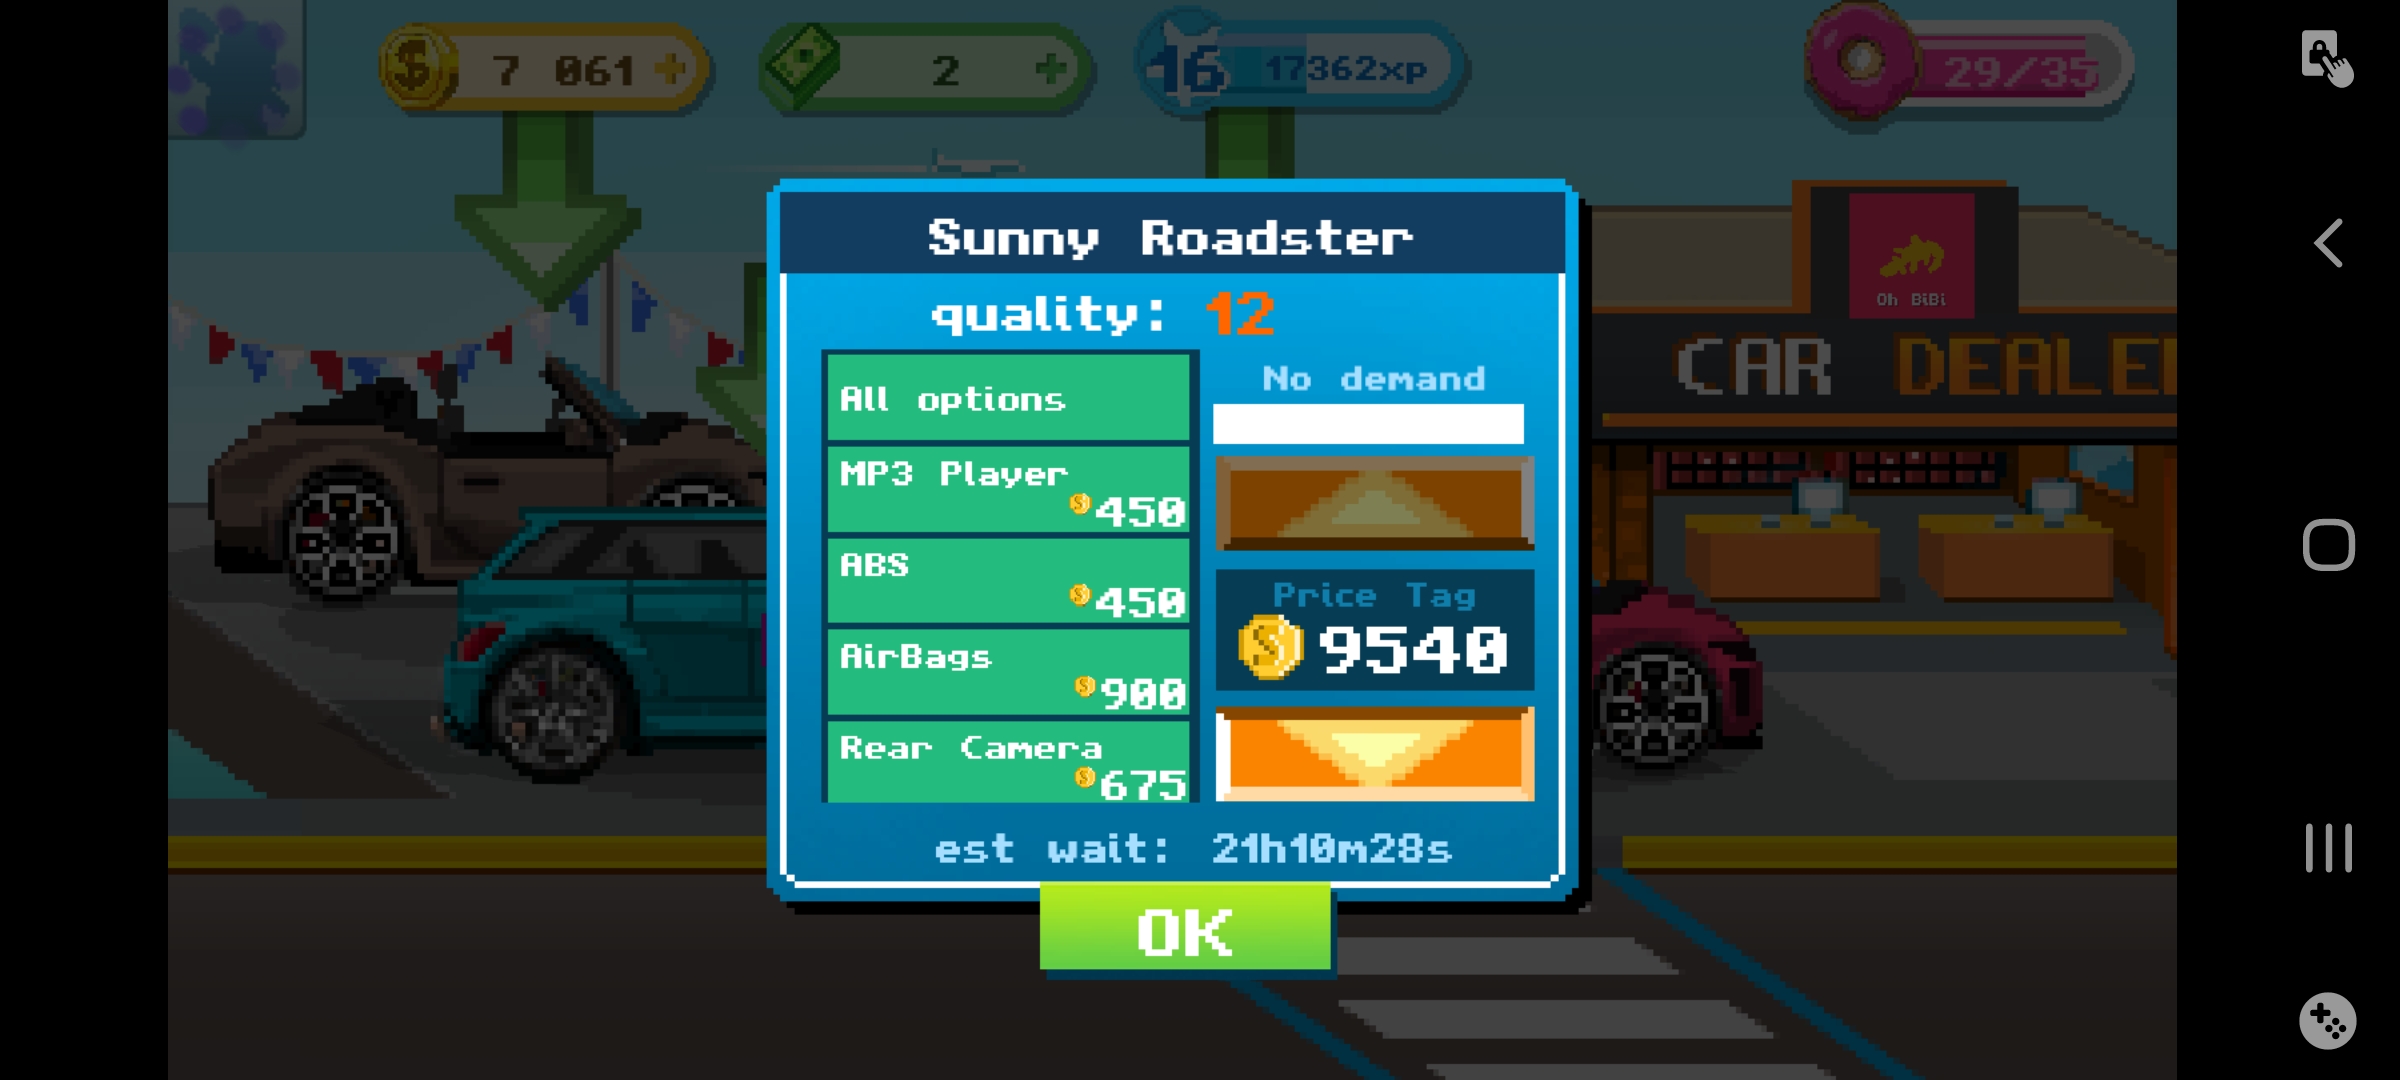 7 061
2
16 17362xp
29/35
Sunny Roadster
quality: 12
All options
MP3 Player
450
ABS
450
AirBags
900
Rear Camera
675
No demand
Price Tag
9540
est wait: 21h10m28s
OK
Oh BiBi
CAR DEALE